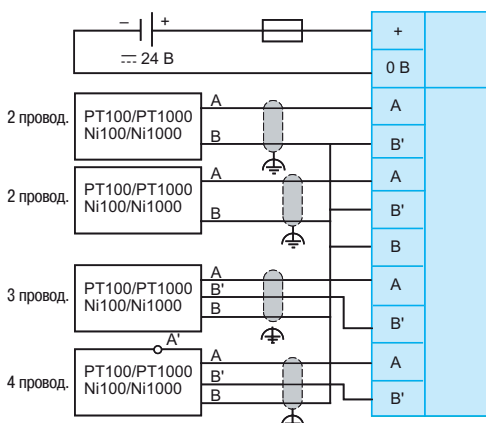 – + +
24 В 0 В
2 провод. PT100/PT1000 A A
Ni100/Ni1000 B B'
2 провод. PT100/PT1000 A A
Ni100/Ni1000 B B'
B
3 провод. PT100/PT1000 A A
Ni100/Ni1000 B'
B B'
A'
4 провод. PT100/PT1000 A A
Ni100/Ni1000 B'
B B'